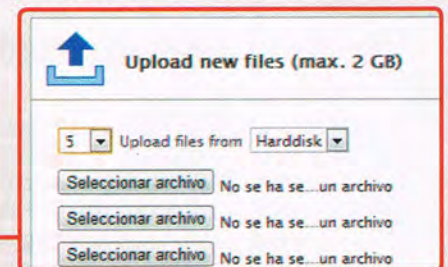 Upload new files (max. 2 GB)
5 Upload files from Harddisk
Seleccionar archivo No se ha se...un archivo
Seleccionar archivo No se ha se...un archivo
Seleccionar archivo No se ha se...un archivo